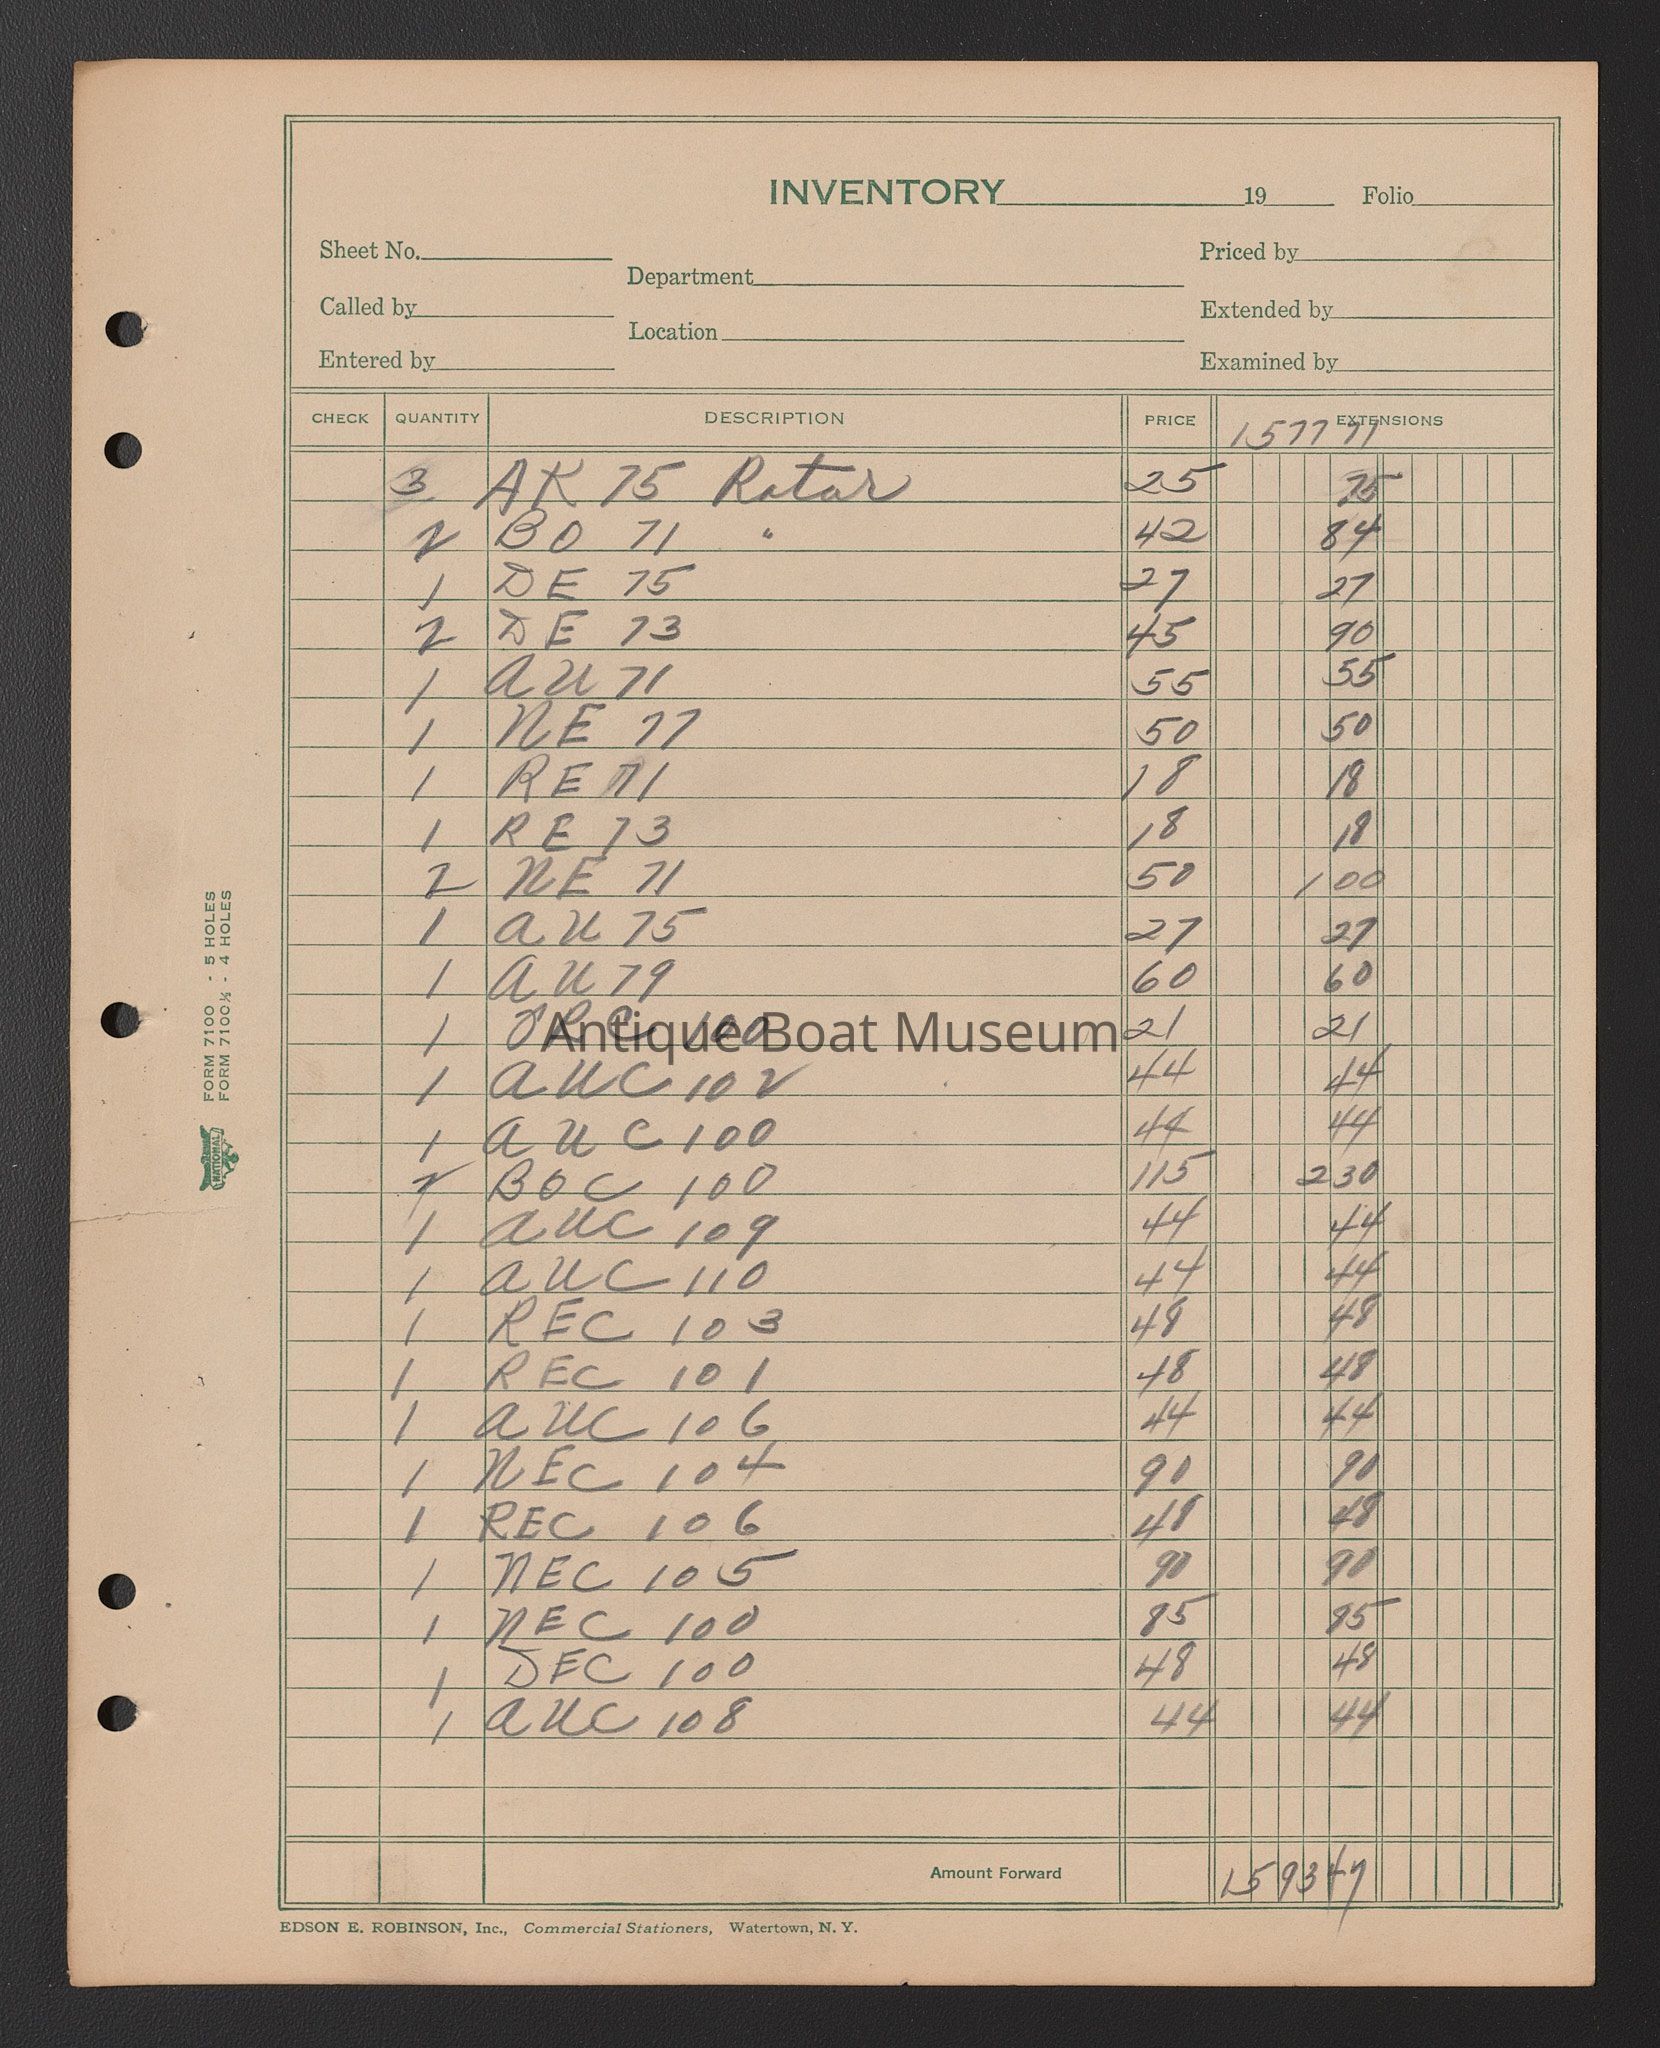 INVENTORY 19 Folio
Sheet No. Priced by
Department
Called by Extended by
Location
Entered by Examined by
CHECK QUANTITY DESCRIPTION PRICE EXTENSIONS
157771
3 AK 75 Rotor 25 75
2 BO 71 " 42 84
1 DE 75 27 27
2 DE 73 45 90
1 AU 71 55 55
1 NE 77 50 50
1 RE 71 18 18
1 RE 73 18 18
2 NE 71 50 100
1 AU 75 27 27
1 AU 79 60 60
1 100 21 21
Antique Boat Museum
1 AUC 102 44 44
1 AUC 100 44 44
2 BOC 100 115 230
1 AUC 109 44 44
1 AUC 110 44 44
1 REC 103 48 48
1 REC 101 48 48
1 AUC 106 44 44
1 NEC 104 90 90
1 REC 106 48 48
1 NEC 105 90 90
1 NEC 100 85 85
1 DEC 100 48 48
1 AUC 108 44 44
Amount Forward 159347
EDSON E. ROBINSON, Inc., Commercial Stationers, Watertown, N. Y.
FORM 7100 - 5 HOLES
FORM 7100½ - 4 HOLES
NATIONAL